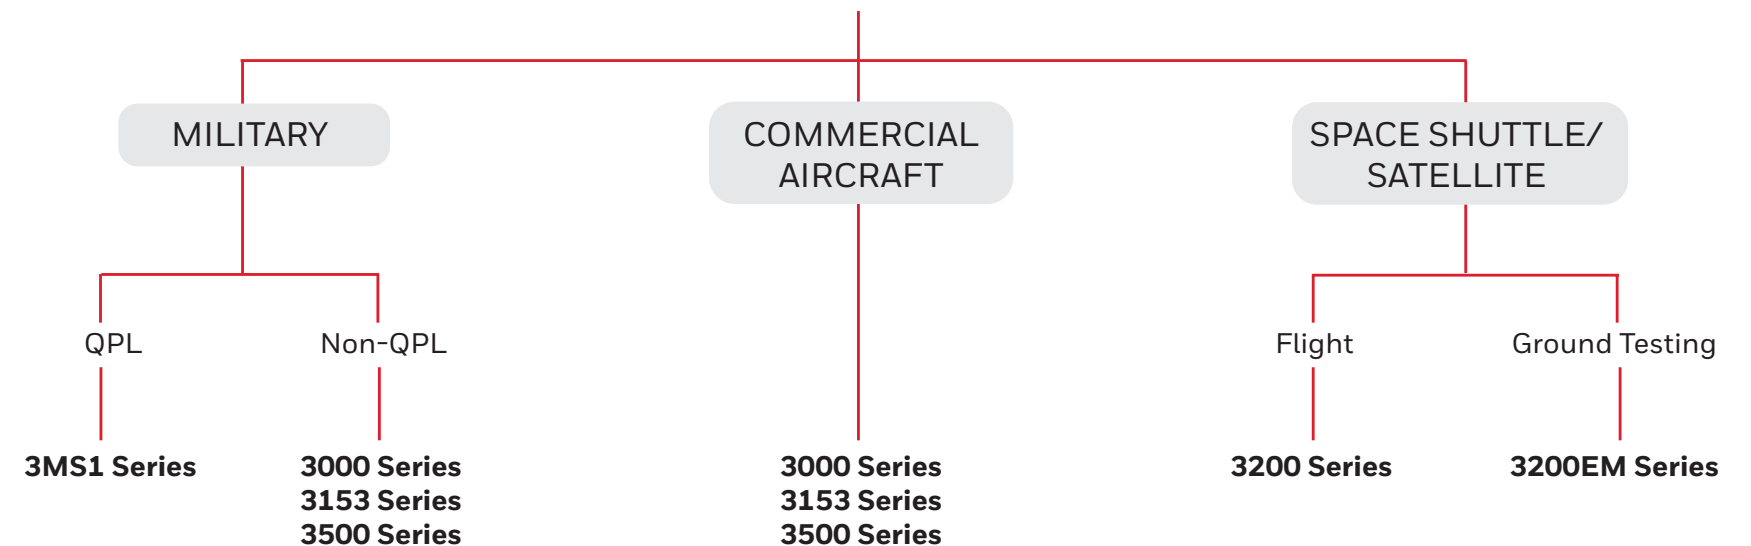 MILITARY
COMMERCIAL
AIRCRAFT
SPACE SHUTTLE/
SATELLITE
QPL
Non-QPL
Flight
Ground Testing
3MS1 Series
3000 Series
3153 Series
3500 Series
3000 Series
3153 Series
3500 Series
3200 Series
3200EM Series